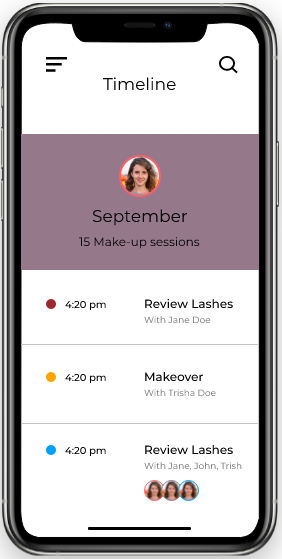 Timeline
September
15 Make-up sessions
4:20 pm
Review Lashes
With Jane Doe
4:20 pm
Makeover
With Trisha Doe
4:20 pm
Review Lashes
With Jane, John, Trish